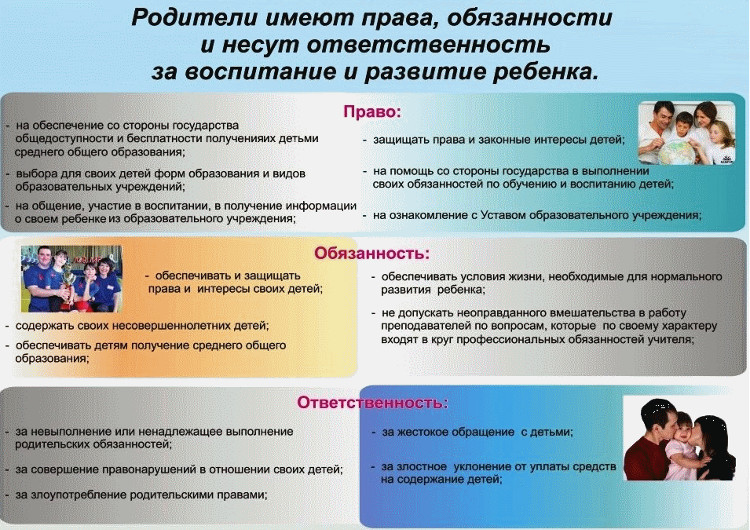 Родители имеют права, обязанности
и несут ответственность
за воспитание и развитие ребенка.
Право:
- на обеспечение со стороны государства
общедоступности и бесплатности полученияих детьми
среднего общего образования;
- выбора для своих детей форм образования и видов
образовательных учреждений;
- на общение, участие в воспитании, в получение информации
о своем ребенке из образовательного учреждения;
- защищать права и законные интересы детей;
- на помощь со стороны государства в выполнении
своих обязанностей по обучению и воспитанию детей;
- на ознакомление с Уставом образовательного учреждения;
Обязанность:
- обеспечивать и защищать
права и интересы своих детей;
- содержать своих несовершеннолетних детей;
- обеспечивать детям получение среднего общего
образования;
- обеспечивать условия жизни, необходимые для нормального
развития ребенка;
- не допускать неоправданного вмешательства в работу
преподавателей по вопросам, которые по своему характеру
входят в круг профессиональных обязанностей учителя;
Ответственность:
- за невыполнение или ненадлежащее выполнение
родительских обязанностей;
- за совершение правонарушений в отношении своих детей;
- за злоупотребление родительскими правами;
- за жестокое обращение с детьми;
- за злостное уклонение от уплаты средств
на содержание детей;